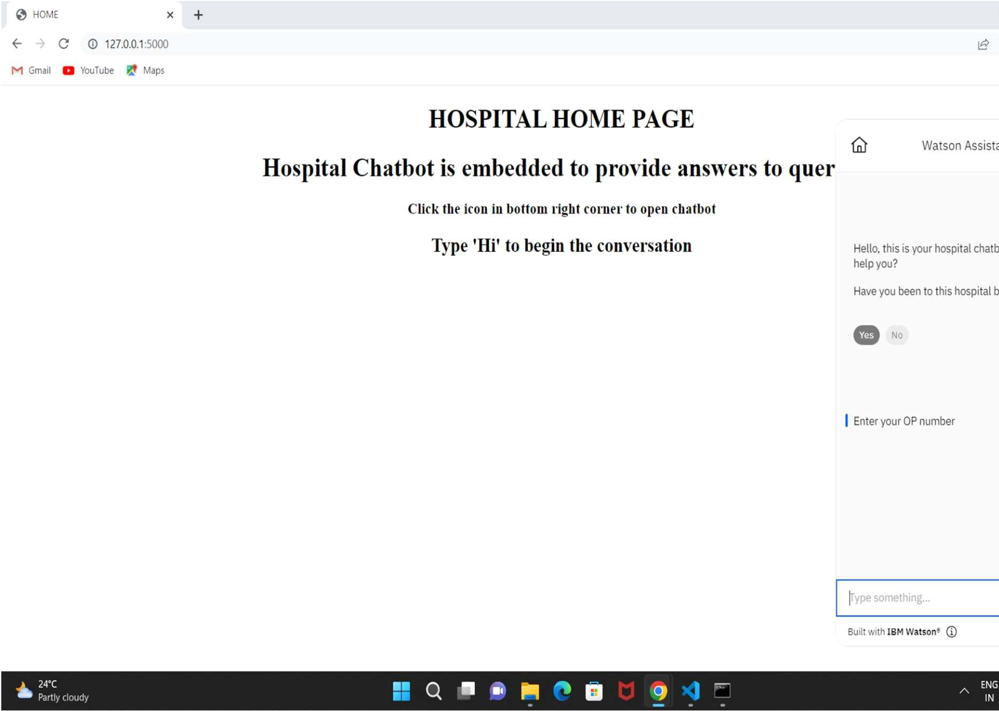 HOME
127.0.0.1:5000
Gmail YouTube Maps
HOSPITAL HOME PAGE
Hospital Chatbot is embedded to provide answers to quer
Click the icon in bottom right corner to open chatbot
Type 'Hi' to begin the conversation
Watson Assista
Hello, this is your hospital chatb
help you?
Have you been to this hospital b
Yes No
Enter your OP number
Type something...
Built with IBM Watson®
24°C
Partly cloudy
ENG
IN